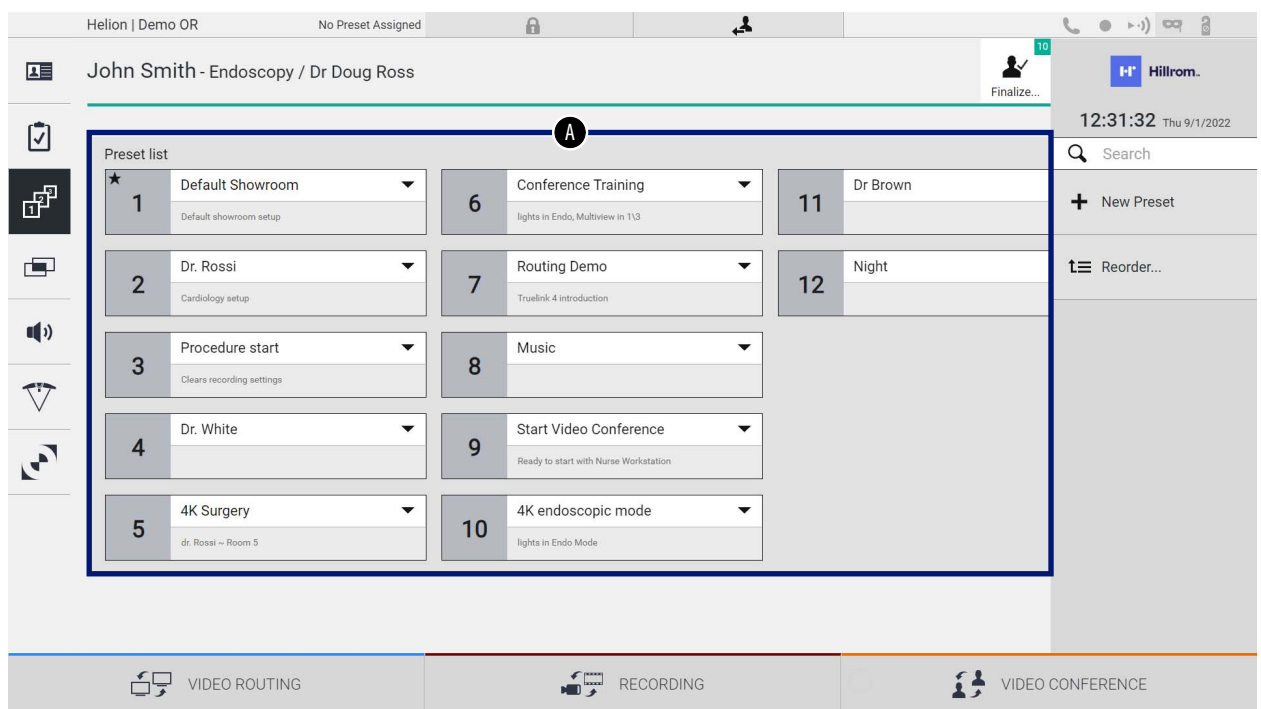 Helion | Demo OR
No Preset Assigned
John Smith - Endoscopy / Dr Doug Ross
10
Finalize...
Hillrom
12:31:32 Thu 9/1/2022
A
Preset list
1
Default Showroom
Default showroom setup
2
Dr. Rossi
Cardiology setup
3
Procedure start
Clears recording settings
4
Dr. White
5
4K Surgery
dr. Rossi ~ Room 5
6
Conference Training
lights in Endo, Multiview in 1\3
7
Routing Demo
Truelink 4 introduction
8
Music
9
Start Video Conference
Ready to start with Nurse Workstation
10
4K endoscopic mode
lights in Endo Mode
11
Dr Brown
12
Night
Search
New Preset
Reorder...
VIDEO ROUTING
RECORDING
VIDEO CONFERENCE